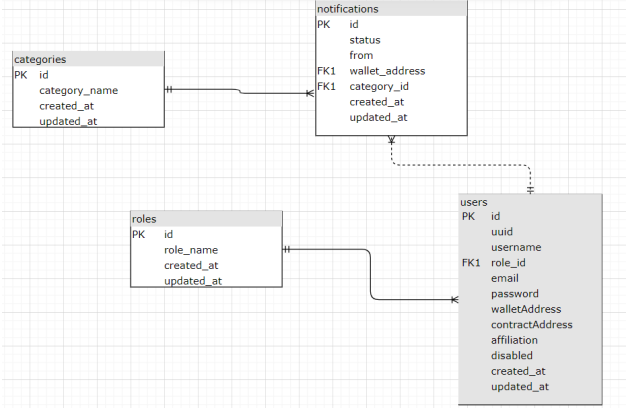 notifications
PK id
status
from
FK1 wallet_address
FK1 category_id
created_at
updated_at
categories
PK id
category_name
created_at
updated_at
roles
PK id
role_name
created_at
updated_at
users
PK id
uuid
username
FK1 role_id
email
password
walletAddress
contractAddress
affiliation
disabled
created_at
updated_at